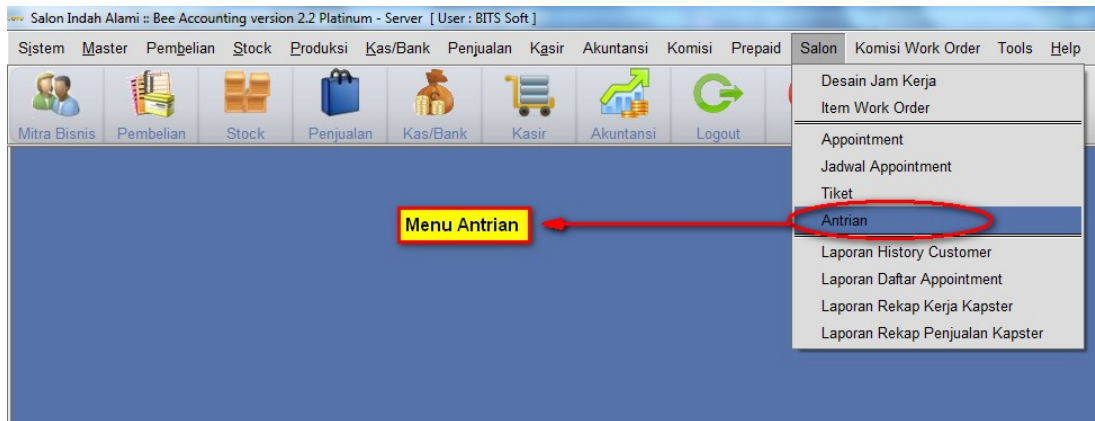 Salon Indah Alami :: Bee Accounting version 2.2 Platinum - Server [ User : BITS Soft ]
Sistem Master Pembelian Stock Produksi Kas/Bank Penjualan Kasir Akuntansi Komisi Prepaid Salon Komisi Work Order Tools Help
Mitra Bisnis Pembelian Stock Penjualan Kas/Bank Kasir Akuntansi Logout
Desain Jam Kerja
Item Work Order
Appointment
Jadwal Appointment
Tiket
Antrian
Menu Antrian
Laporan History Customer
Laporan Daftar Appointment
Laporan Rekap Kerja Kapster
Laporan Rekap Penjualan Kapster